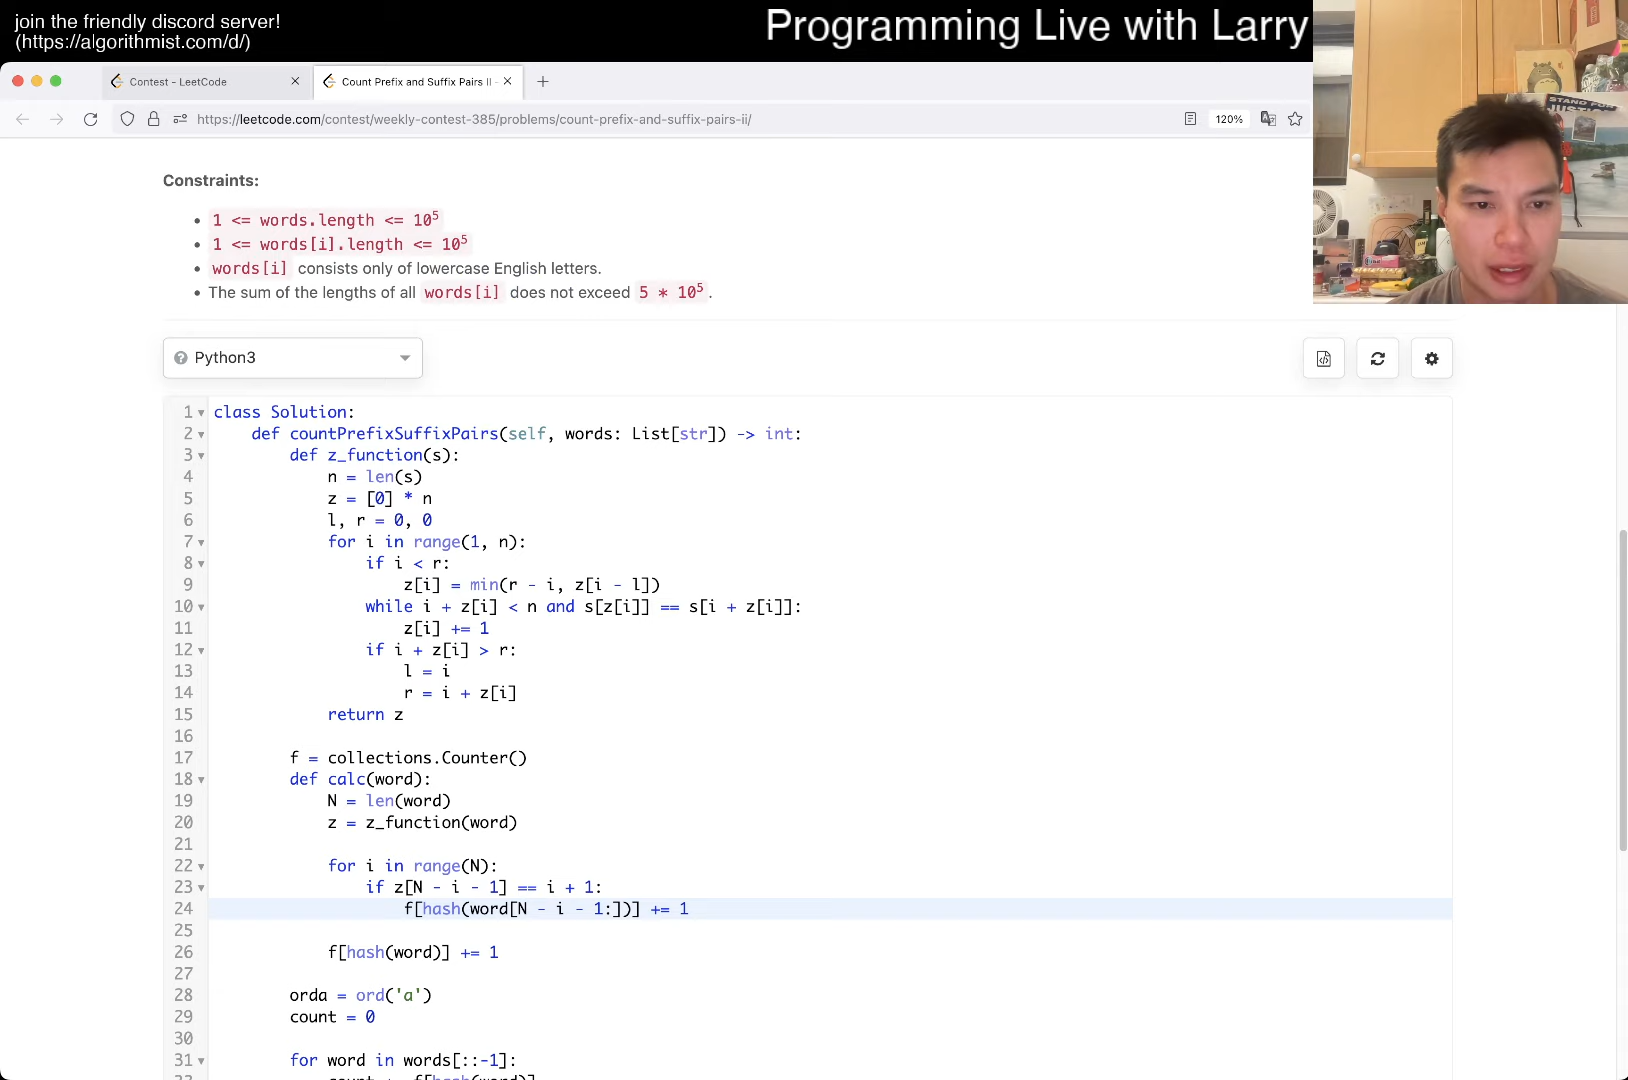 join the friendly discord server!
(https://algorithmist.com/d/)
Programming Live with Larry
Contest - LeetCode
Count Prefix and Suffix Pairs II -
https://leetcode.com/contest/weekly-contest-385/problems/count-prefix-and-suffix-pairs-ii/
120%
STAND FOR
Constraints:
1 <= words.length <= 10^5
1 <= words[i].length <= 10^5
words[i] consists only of lowercase English letters.
The sum of the lengths of all words[i] does not exceed 5 * 10^5.
Python3
1 class Solution:
2     def countPrefixSuffixPairs(self, words: List[str]) -> int:
3         def z_function(s):
4             n = len(s)
5             z = [0] * n
6             l, r = 0, 0
7             for i in range(1, n):
8                 if i < r:
9                     z[i] = min(r - i, z[i - l])
10                 while i + z[i] < n and s[z[i]] == s[i + z[i]]:
11                     z[i] += 1
12                 if i + z[i] > r:
13                     l = i
14                     r = i + z[i]
15             return z
16
17         f = collections.Counter()
18         def calc(word):
19             N = len(word)
20             z = z_function(word)
21
22             for i in range(N):
23                 if z[N - i - 1] == i + 1:
24                     f[hash(word[N - i - 1:])] += 1
25
26             f[hash(word)] += 1
27
28         orda = ord('a')
29         count = 0
30
31         for word in words[::-1]: